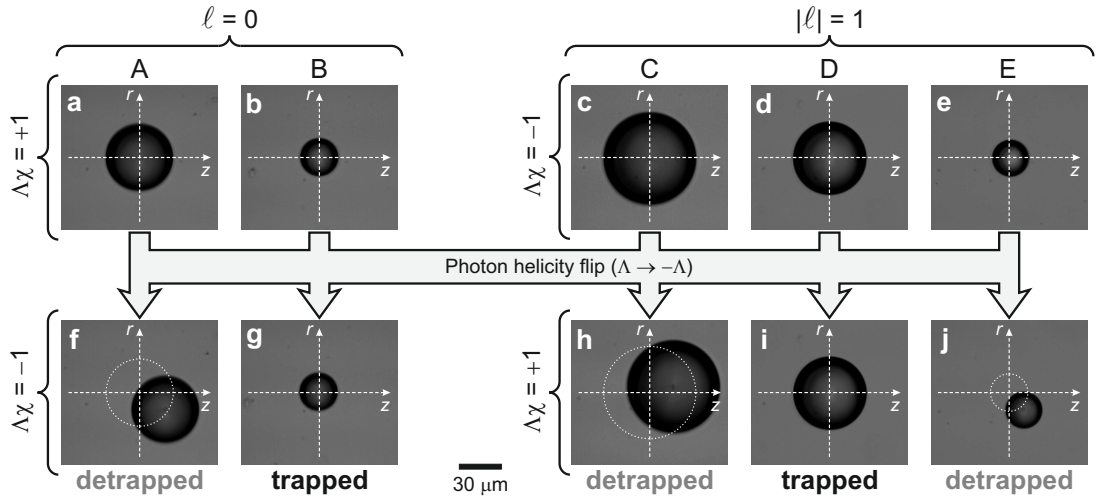 ℓ = 0
|ℓ| = 1
A
B
C
D
E
Λχ = +1
a
r
z
b
r
z
Λχ = −1
c
r
z
d
r
z
e
r
z
Photon helicity flip (Λ → −Λ)
Λχ = −1
f
r
z
g
r
z
Λχ = +1
h
r
z
i
r
z
j
r
z
detrapped
trapped
30 μm
detrapped
trapped
detrapped